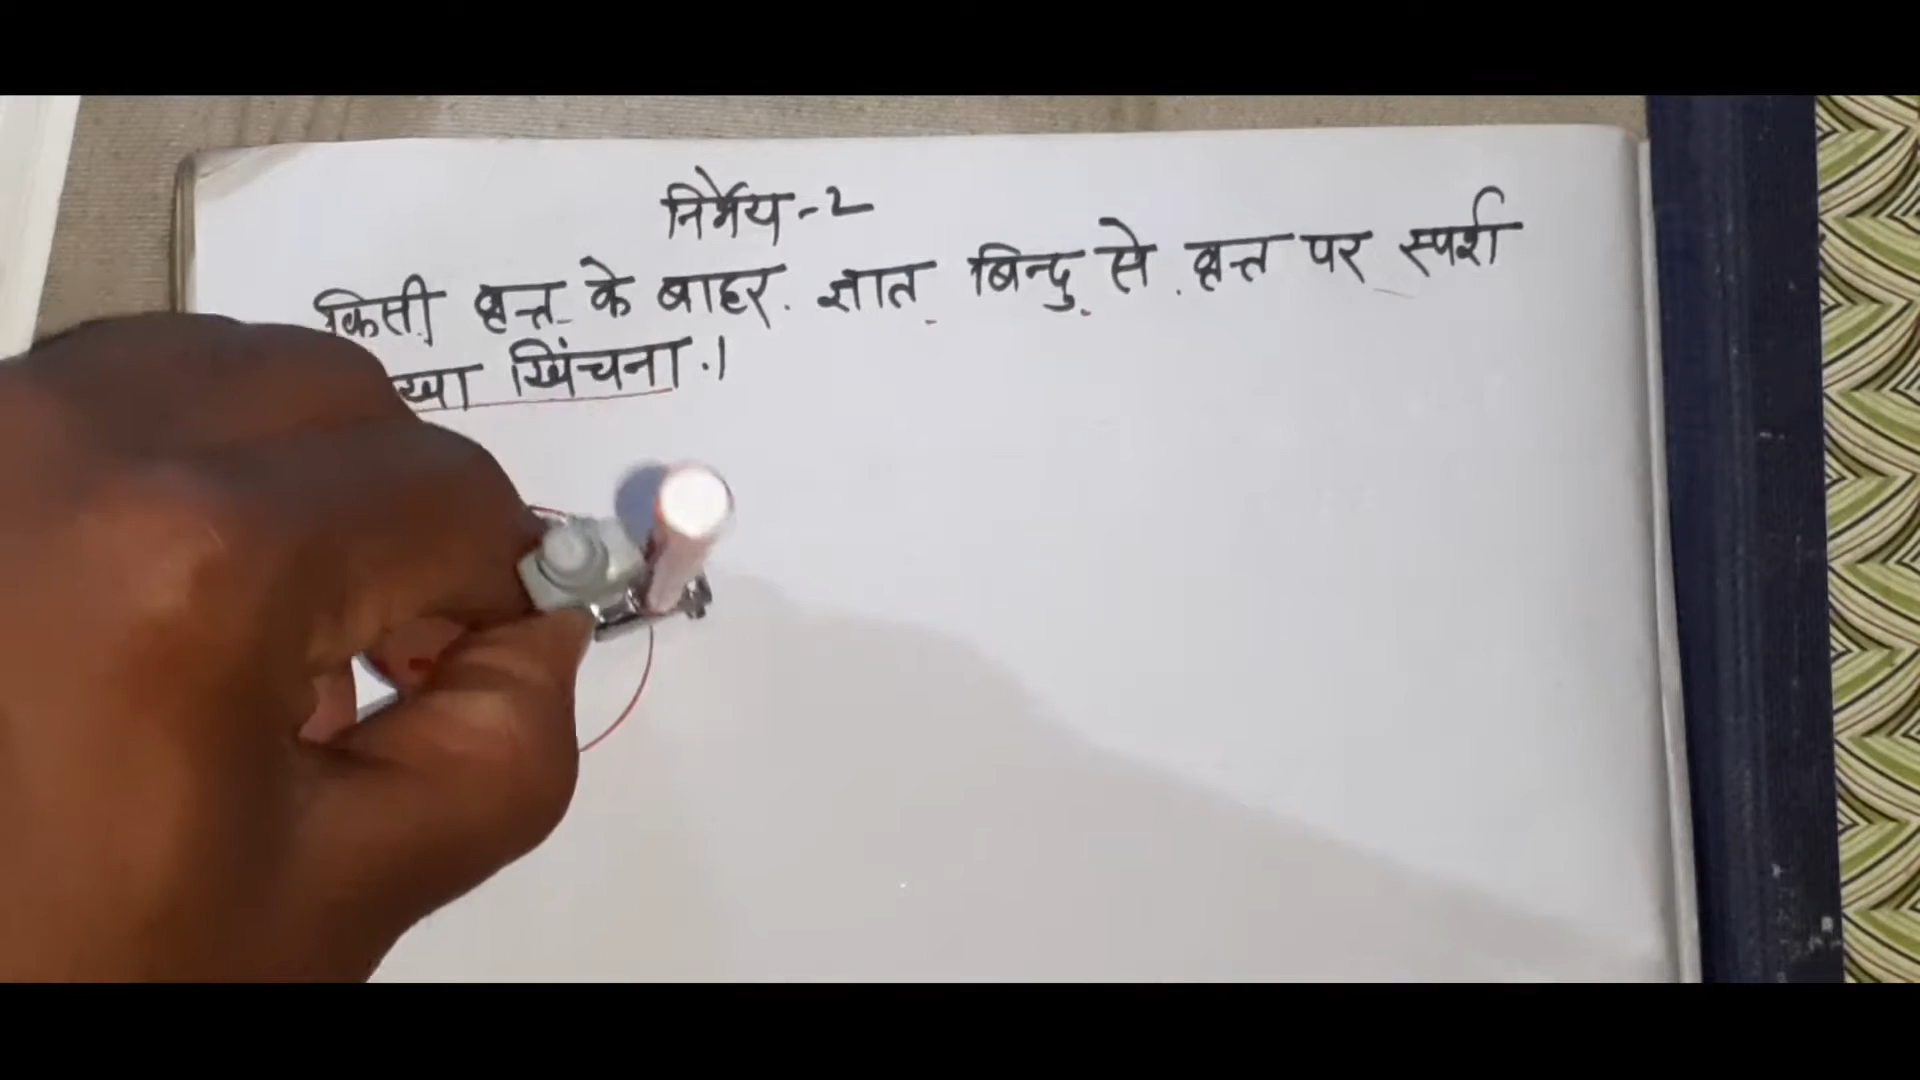 निर्मेय-2
किसी वृत्त के बाहर. ज्ञात बिन्दु से वृत्त पर स्पर्श
खा खिंचना.।